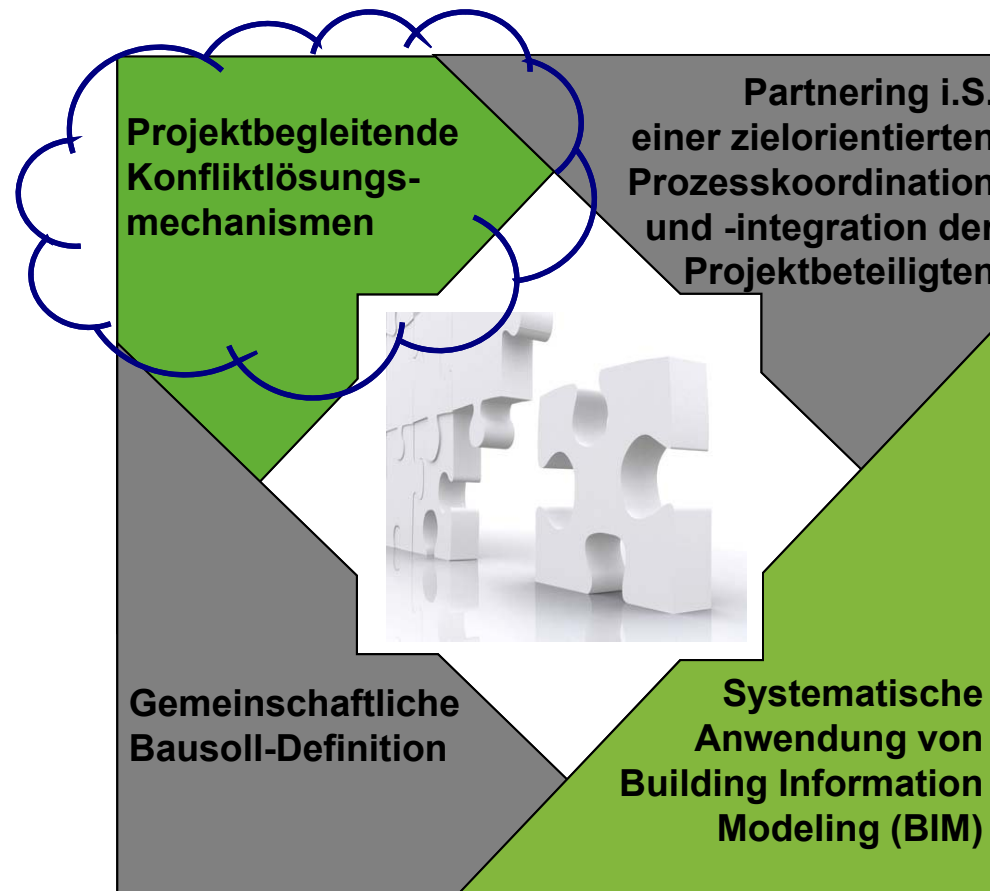 Projektbegleitende
Konfliktlösungs-
mechanismen
Partnering i.S.
einer zielorientierten
Prozesskoordination
und -integration der
Projektbeteiligten
Gemeinschaftliche
Bausoll-Definition
Systematische
Anwendung von
Building Information
Modeling (BIM)